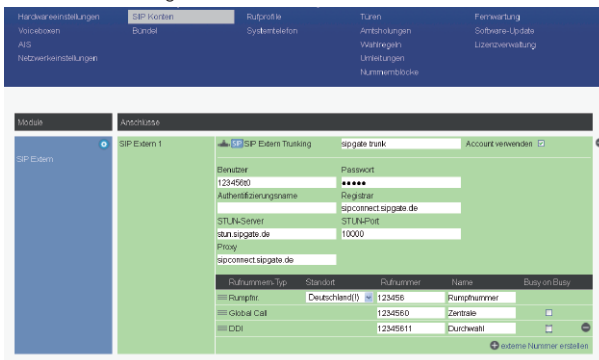 Hardwareeinstellungen SIP Konten Rufprofile Türen Fernwartung
Voiceboxen Bündel Systemtelefon Amtsholungen Software-Update
AIS Wahlregeln Lizenzverwaltung
Netzwerkeinstellungen Umleitungen
Nummernblöcke
Module Anschlüsse
SIP Extern SIP Extern 1 SIP SIP Extern Trunking sipgate trunk Account verwenden
Benutzer Passwort
123456t0 •••••
Authentifizierungsname Registrar
sipconnect.sipgate.de
STUN-Server STUN-Port
stun.sipgate.de 10000
Proxy
sipconnect.sipgate.de
Rufnummern-Typ Standort Rufnummer Name Busy on Busy
Rumpfnr. Deutschland(!) 123456 Rumpfnummer
Global Call 1234560 Zentrale
DDI 12345611 Durchwahl
externe Nummer erstellen